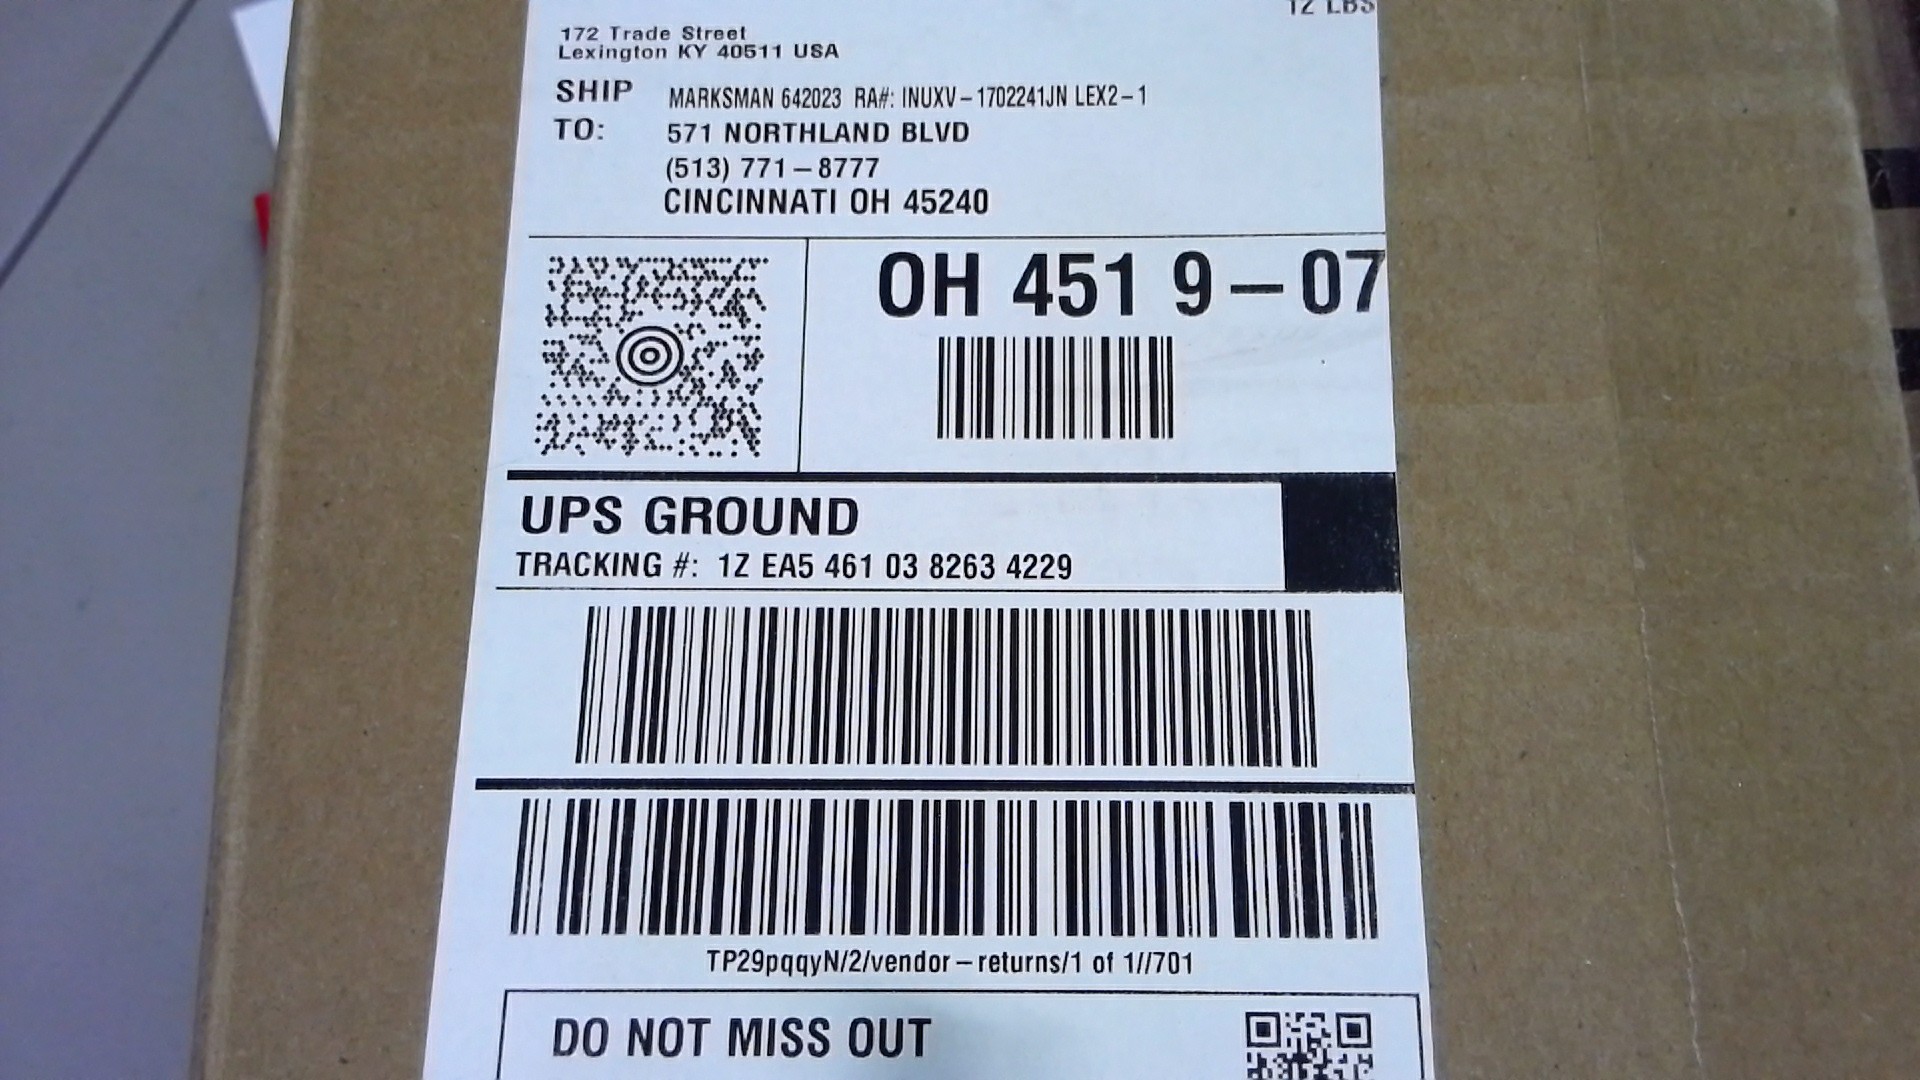 12 LBS
172 Trade Street
Lexington KY 40511 USA
SHIP TO:
MARKSMAN 642023 RA#: INUXV-1702241JN LEX2-1
571 NORTHLAND BLVD
(513) 771-8777
CINCINNATI OH 45240
OH 451 9-07
UPS GROUND
TRACKING #: 1Z EA5 461 03 8263 4229
TP29pqqyN/2/vendor-returns/1 of 1//701
DO NOT MISS OUT